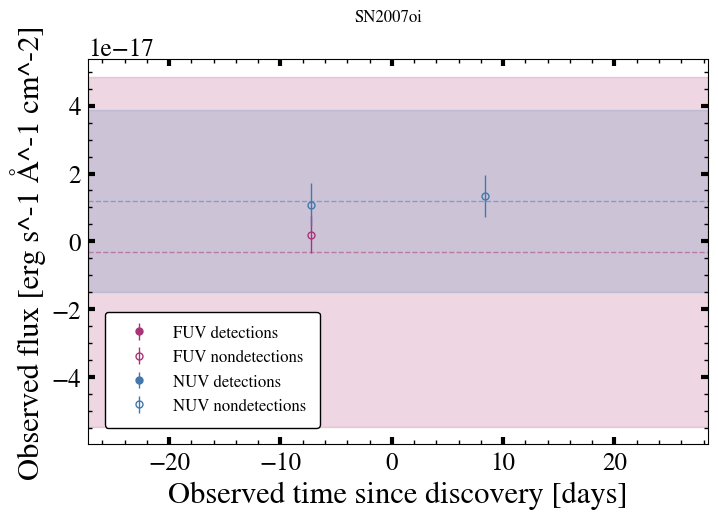 SN2007oi
1e−17
4
2
0
−2
−4
Observed flux [erg s^-1 Å^-1 cm^-2]
FUV detections
FUV nondetections
NUV detections
NUV nondetections
−20 −10 0 10 20
Observed time since discovery [days]